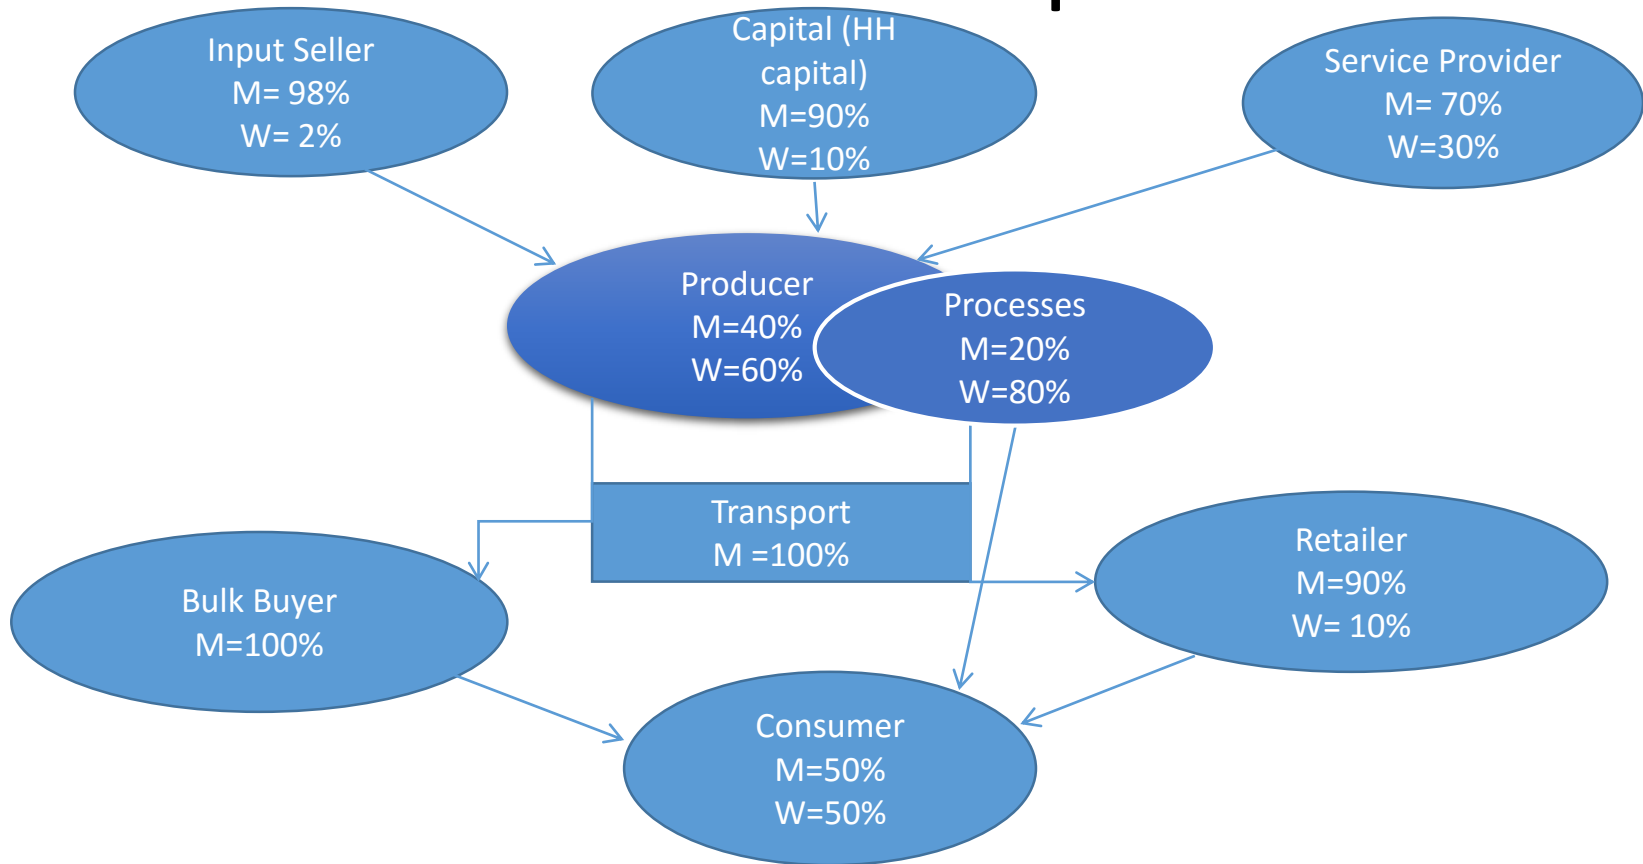 Input Seller
M= 98%
W= 2%
Capital (HH
capital)
M=90%
W=10%
Service Provider
M= 70%
W=30%
Producer
M=40%
W=60%
Processes
M=20%
W=80%
Transport
M =100%
Bulk Buyer
M=100%
Retailer
M=90%
W= 10%
Consumer
M=50%
W=50%